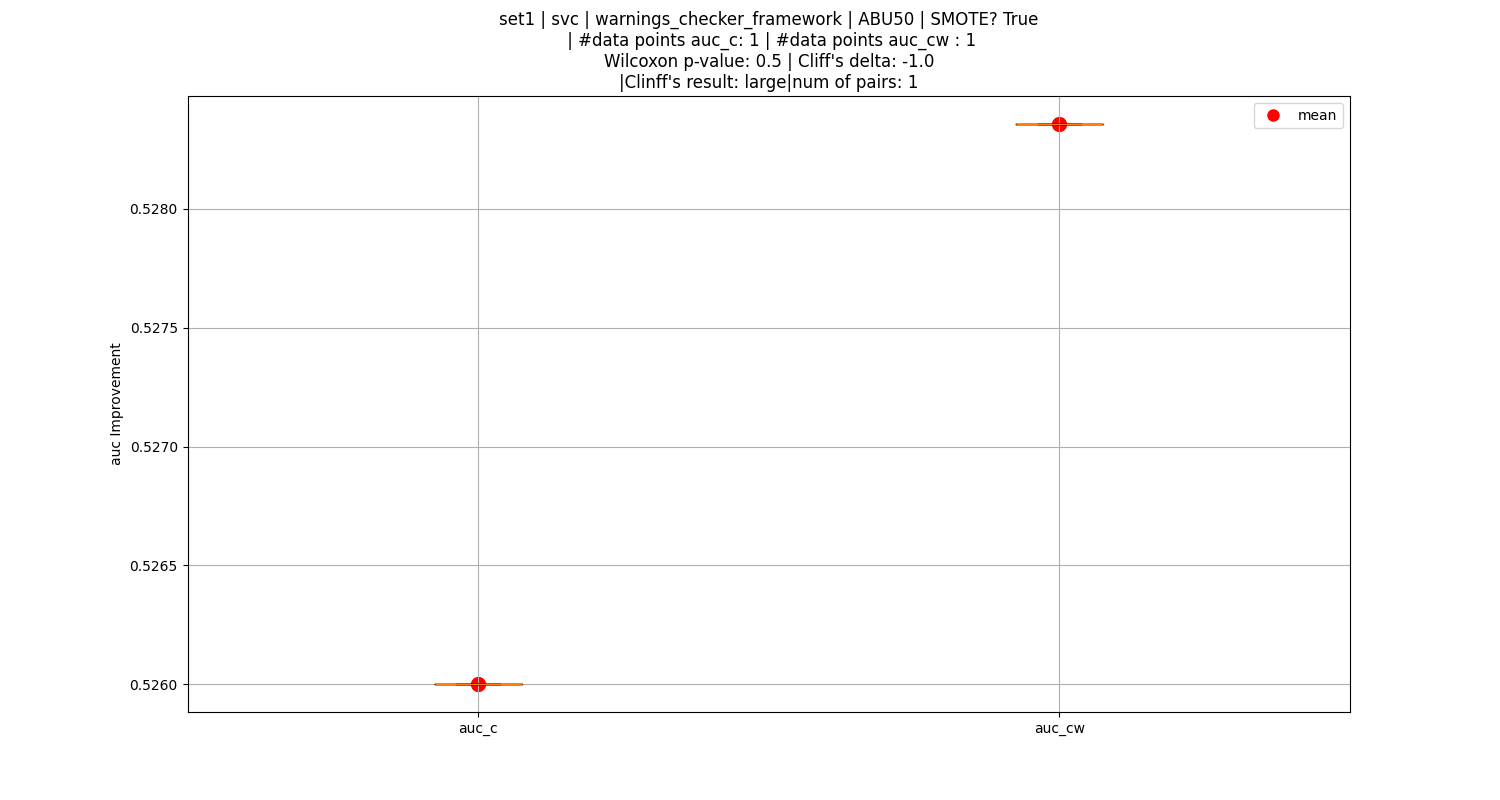 set1 | svc | warnings_checker_framework | ABU50 | SMOTE? True
| #data points auc_c: 1 | #data points auc_cw : 1
Wilcoxon p-value: 0.5 | Cliff's delta: -1.0
|Clinff's result: large|num of pairs: 1
mean
0.5280
0.5275
0.5270
0.5265
0.5260
auc Improvement
auc_c
auc_cw